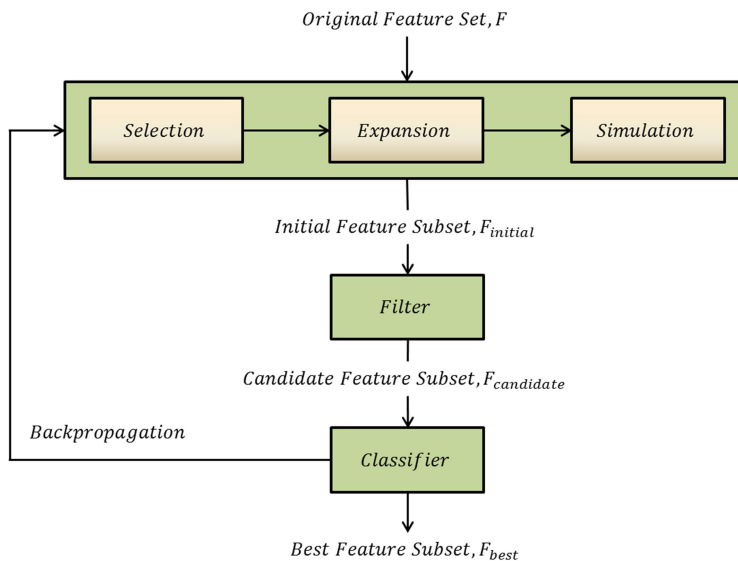 Original Feature Set, F
Selection
Expansion
Simulation
Initial Feature Subset, F_initial
Filter
Candidate Feature Subset, F_candidate
Backpropagation
Classifier
Best Feature Subset, F_best